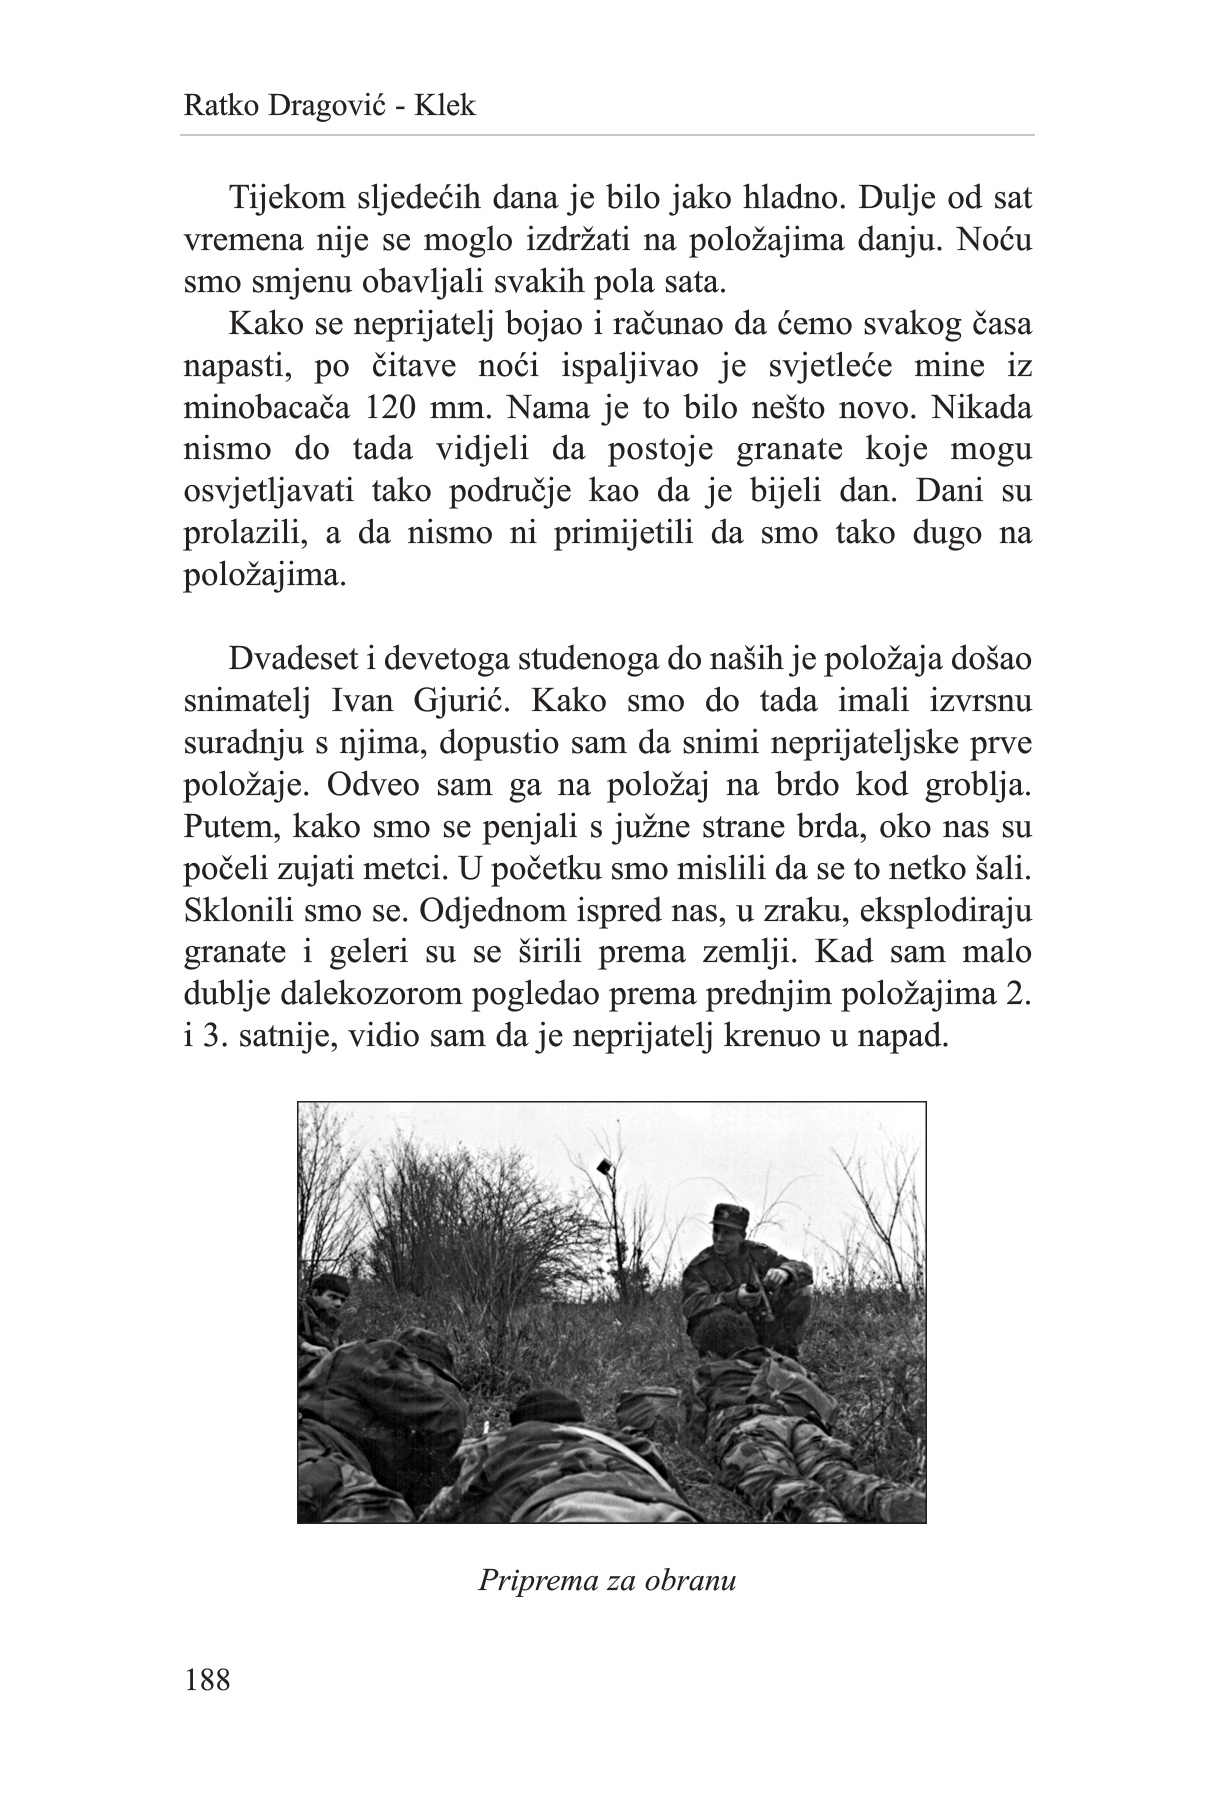 Ratko Dragović - Klek
Tijekom sljedećih dana je bilo jako hladno. Dulje od sat
vremena nije se moglo izdržati na položajima danju. Noću
smo smjenu obavljali svakih pola sata.
Kako se neprijatelj bojao i računao da ćemo svakog časa
napasti, po čitave noći ispaljivao je svjetleće mine iz
minobacača 120 mm. Nama je to bilo nešto novo. Nikada
nismo do tada vidjeli da postoje granate koje mogu
osvjetljavati tako područje kao da je bijeli dan. Dani su
prolazili, a da nismo ni primijetili da smo tako dugo na
položajima.
Dvadeset i devetoga studenoga do naših je položaja došao
snimatelj Ivan Gjurić. Kako smo do tada imali izvrsnu
suradnju s njima, dopustio sam da snimi neprijateljske prve
položaje. Odveo sam ga na položaj na brdo kod groblja.
Putem, kako smo se penjali s južne strane brda, oko nas su
počeli zujati metci. U početku smo mislili da se to netko šali.
Sklonili smo se. Odjednom ispred nas, u zraku, eksplodiraju
granate i geleri su se širili prema zemlji. Kad sam malo
dublje dalekozorom pogledao prema prednjim položajima 2.
i 3. satnije, vidio sam da je neprijatelj krenuo u napad.
Priprema za obranu
188